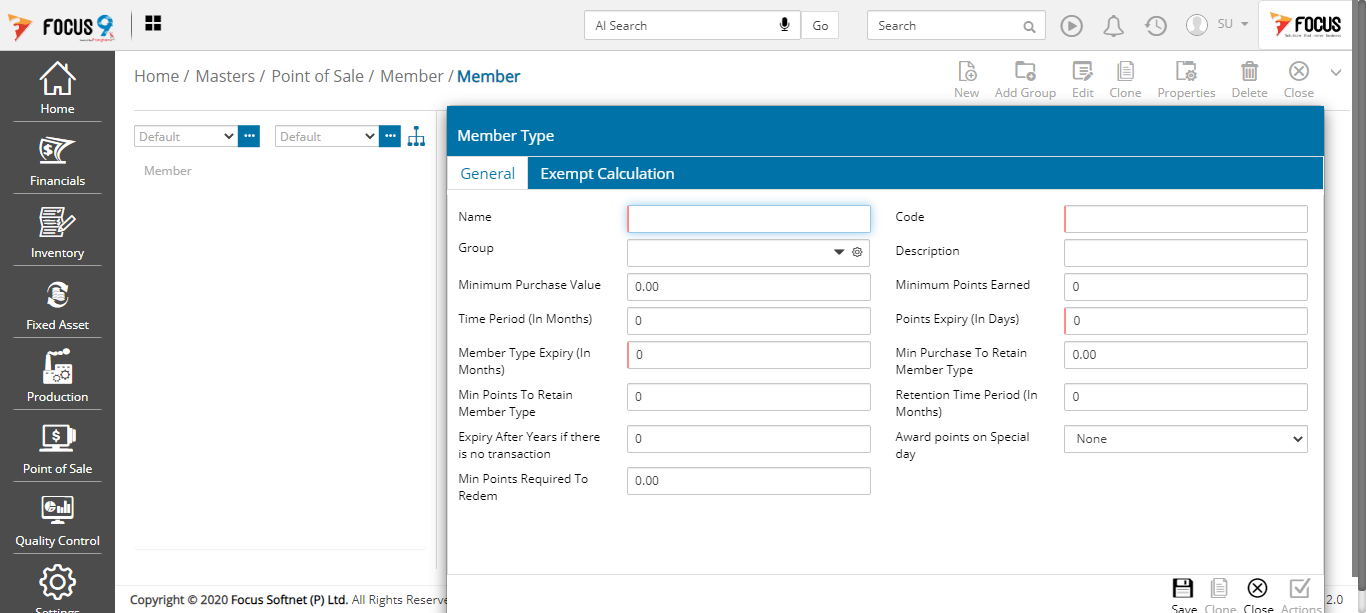 FOCUS 9
AI Search
Go
Search
SU
FOCUS
Home / Masters / Point of Sale / Member / Member
New
Add Group
Edit
Clone
Properties
Delete
Close
Home
Financials
Inventory
Fixed Asset
Production
Point of Sale
Quality Control
Settings
Default
Default
Member
Member Type
General
Exempt Calculation
Name
Code
Group
Description
Minimum Purchase Value
0.00
Minimum Points Earned
0
Time Period (In Months)
0
Points Expiry (In Days)
0
Member Type Expiry (In
Months)
0
Min Purchase To Retain
Member Type
0.00
Min Points To Retain
Member Type
0
Retention Time Period (In
Months)
0
Expiry After Years if there
is no transaction
0
Award points on Special
day
None
Min Points Required To
Redem
0.00
Save
Clone
Close
Actions
Copyright © 2020 Focus Softnet (P) Ltd. All Rights Reserve
2.0